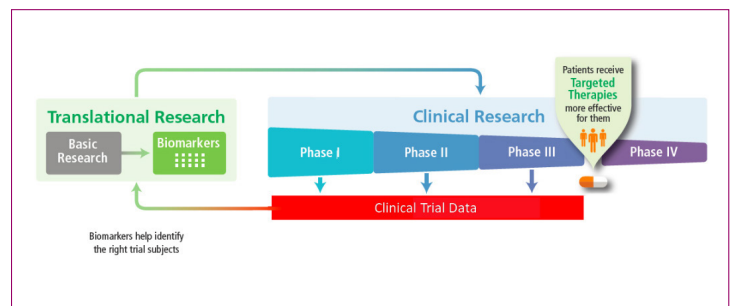 Patients receive
Targeted
Therapies
more effective
for them
Translational Research
Clinical Research
Basic
Research
Biomarkers
Phase I
Phase II
Phase III
Phase IV
Clinical Trial Data
Biomarkers help identify
the right trial subjects